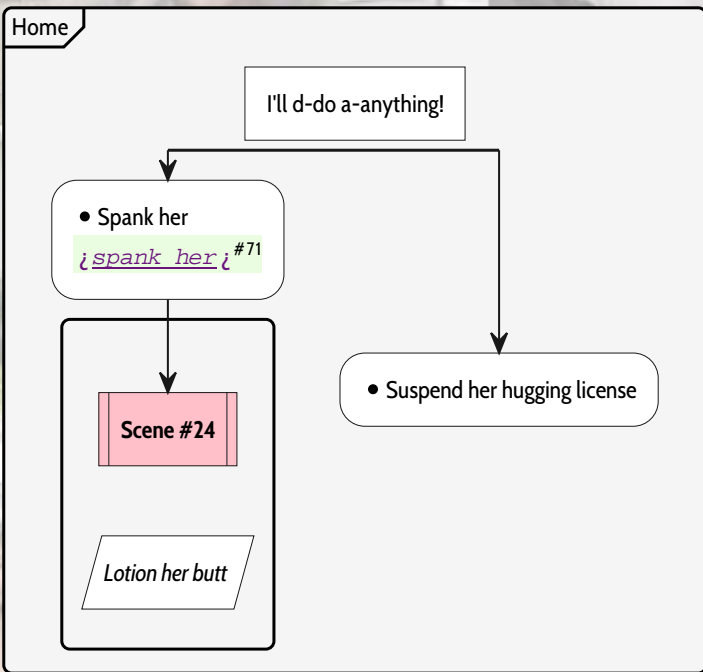 Home
I'll d-do a-anything!
• Spank her
¿spank her¿#71
Scene #24
• Suspend her hugging license
Lotion her butt